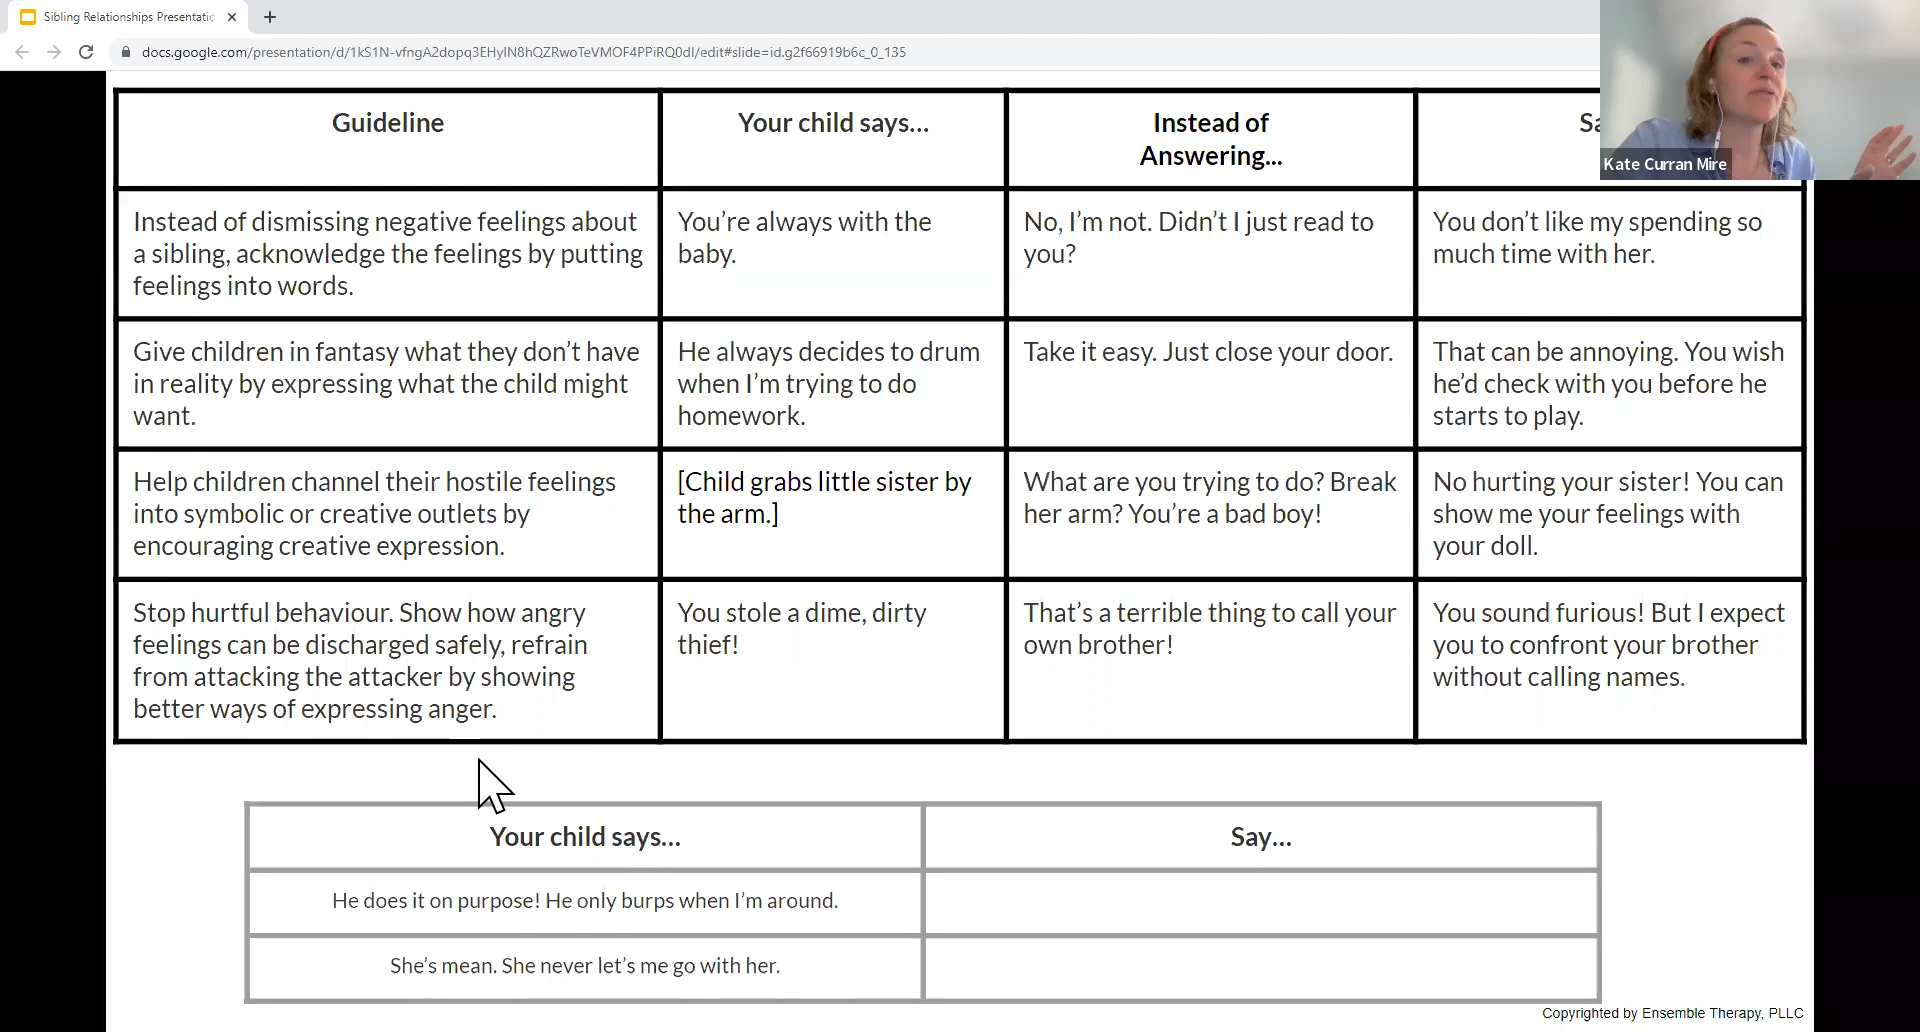 Sibling Relationships Presentatio
docs.google.com/presentation/d/1kS1N-vfngA2dopq3EHyIN8hQZRwoTeVMOF4PPiRQ0dI/edit#slide=id.g2f66919b6c_0_135
Kate Curran Mire
Guideline
Your child says...
Instead of
Answering...
Instead of dismissing negative feelings about
a sibling, acknowledge the feelings by putting
feelings into words.
You're always with the
baby.
No, I'm not. Didn't I just read to
you?
You don't like my spending so
much time with her.
Give children in fantasy what they don't have
in reality by expressing what the child might
want.
He always decides to drum
when I'm trying to do
homework.
Take it easy. Just close your door.
That can be annoying. You wish
he'd check with you before he
starts to play.
Help children channel their hostile feelings
into symbolic or creative outlets by
encouraging creative expression.
[Child grabs little sister by
the arm.]
What are you trying to do? Break
her arm? You're a bad boy!
No hurting your sister! You can
show me your feelings with
your doll.
Stop hurtful behaviour. Show how angry
feelings can be discharged safely, refrain
from attacking the attacker by showing
better ways of expressing anger.
You stole a dime, dirty
thief!
That's a terrible thing to call your
own brother!
You sound furious! But I expect
you to confront your brother
without calling names.
Your child says...
Say...
He does it on purpose! He only burps when I'm around.
She's mean. She never let's me go with her.
Copyrighted by Ensemble Therapy, PLLC